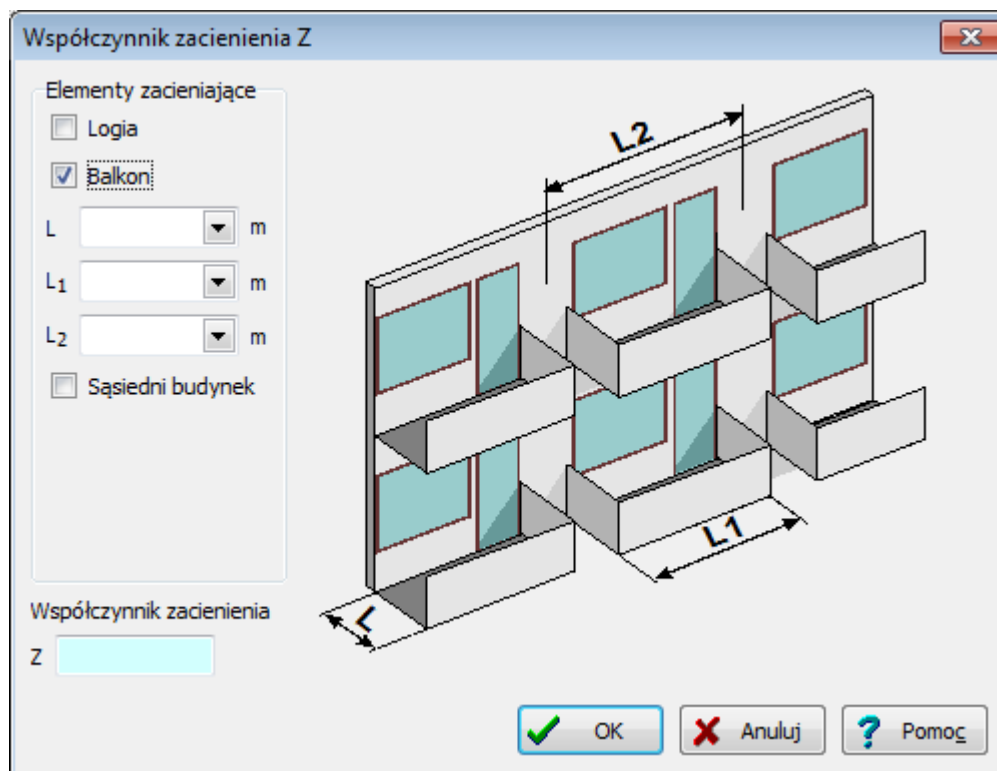 Współczynnik zacienienia Z
Elementy zacieniające
Logia
Balkon
L m
L1 m
L2 m
Sąsiedni budynek
Współczynnik zacienienia
Z
L2
L1
L
OK Anuluj Pomoc